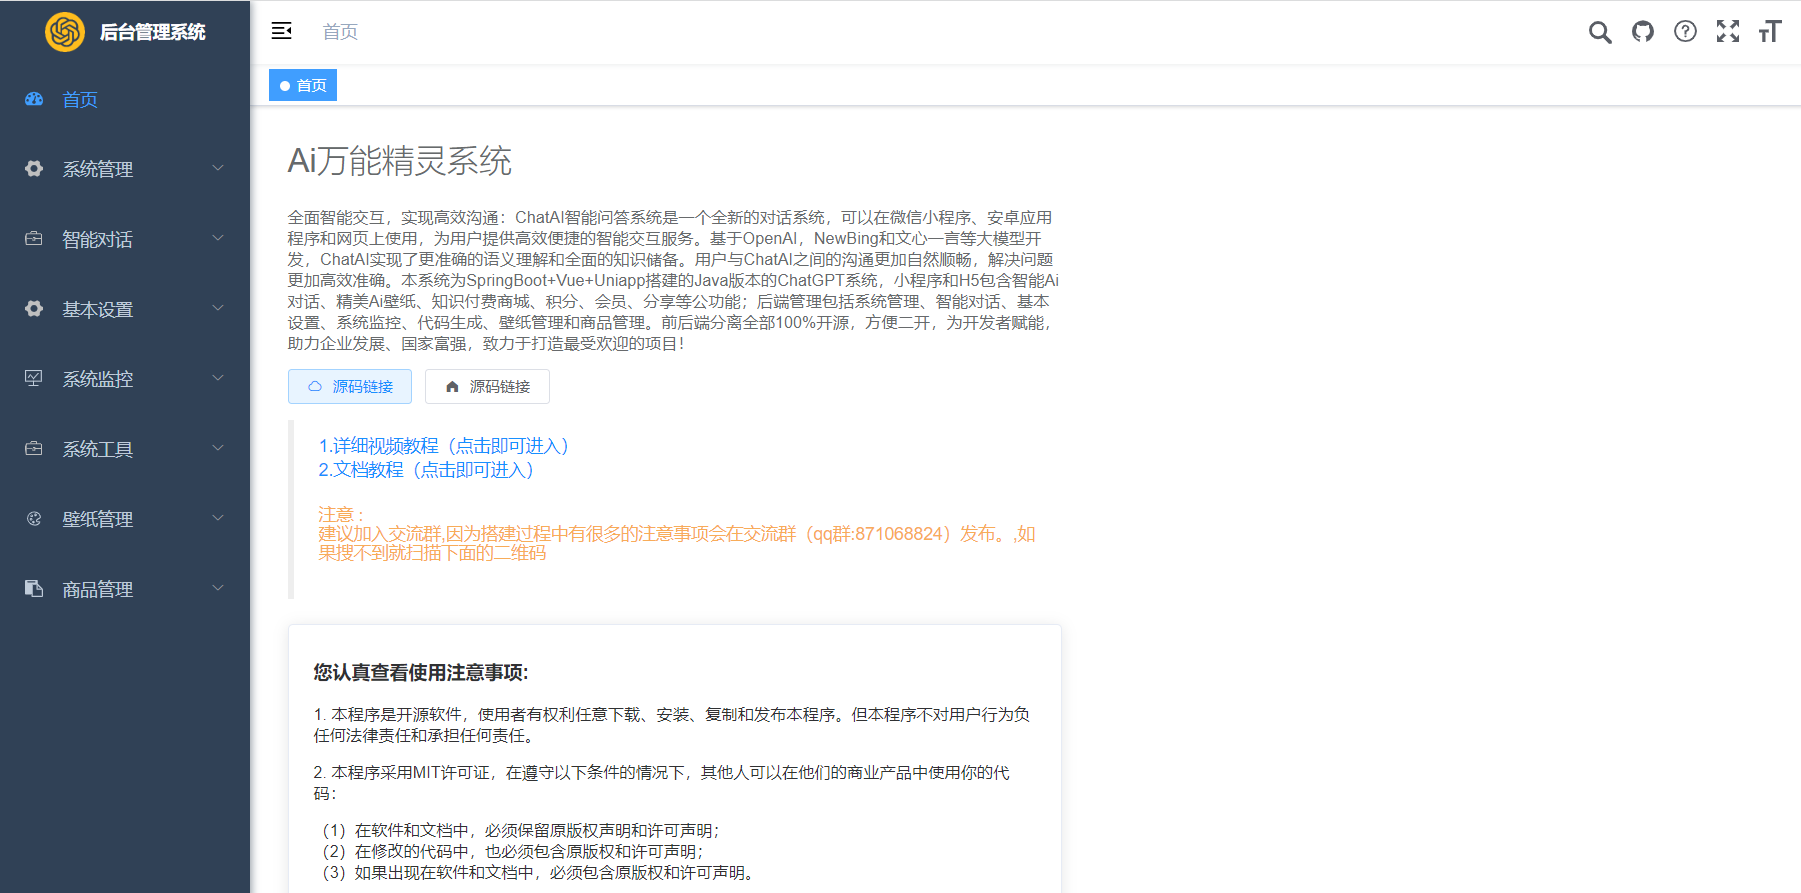 后台管理系统
首页
首页
首页
系统管理
智能对话
基本设置
系统监控
系统工具
壁纸管理
商品管理
Ai万能精灵系统
全面智能交互，实现高效沟通：ChatAI智能问答系统是一个全新的对话系统，可以在微信小程序、安卓应用
程序和网页上使用，为用户提供高效便捷的智能交互服务。基于OpenAI，NewBing和文心一言等大模型开
发，ChatAI实现了更准确的语义理解和全面的知识储备。用户与ChatAI之间的沟通更加自然顺畅，解决问题
更加高效准确。本系统为SpringBoot+Vue+Uniapp搭建的Java版本的ChatGPT系统，小程序和H5包含智能Ai
对话、精美Ai壁纸、知识付费商城、积分、会员、分享等公功能；后端管理包括系统管理、智能对话、基本
设置、系统监控、代码生成、壁纸管理和商品管理。前后端分离全部100%开源，方便二开，为开发者赋能，
助力企业发展、国家富强，致力于打造最受欢迎的项目！
源码链接
源码链接
1.详细视频教程（点击即可进入）
2.文档教程（点击即可进入）
注意：
建议加入交流群,因为搭建过程中有很多的注意事项会在交流群（qq群:871068824）发布。,如
果搜不到就扫描下面的二维码
您认真查看使用注意事项:
1. 本程序是开源软件，使用者有权利任意下载、安装、复制和发布本程序。但本程序不对用户行为负
任何法律责任和承担任何责任。
2. 本程序采用MIT许可证，在遵守以下条件的情况下，其他人可以在他们的商业产品中使用你的代
码：
（1）在软件和文档中，必须保留原版权声明和许可声明；
（2）在修改的代码中，也必须包含原版权和许可声明；
（3）如果出现在软件和文档中，必须包含原版权和许可声明。